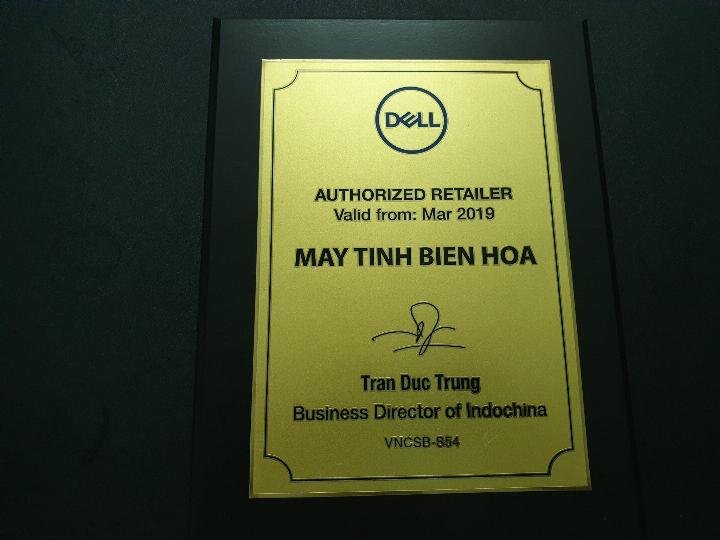 DELL
AUTHORIZED RETAILER
Valid from: Mar 2019
MAY TINH BIEN HOA
Tran Duc Trung
Business Director of Indochina
VNCSB-854